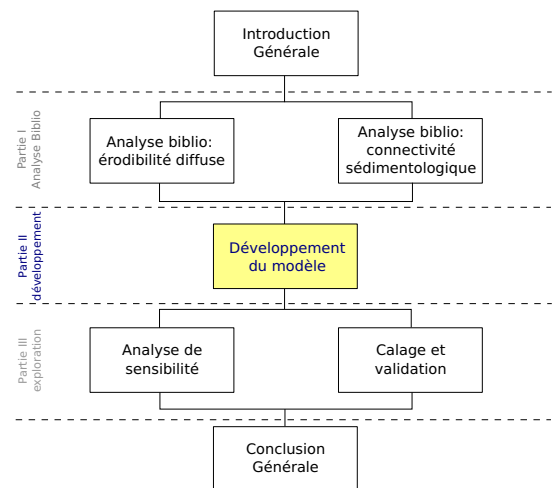 Introduction
Générale
Partie I
Analyse Biblio
Analyse biblio:
érodibilité diffuse
Analyse biblio:
connectivité
sédimentologique
Partie II
développement
Développement
du modèle
Partie III
exploration
Analyse de
sensibilité
Calage et
validation
Conclusion
Générale